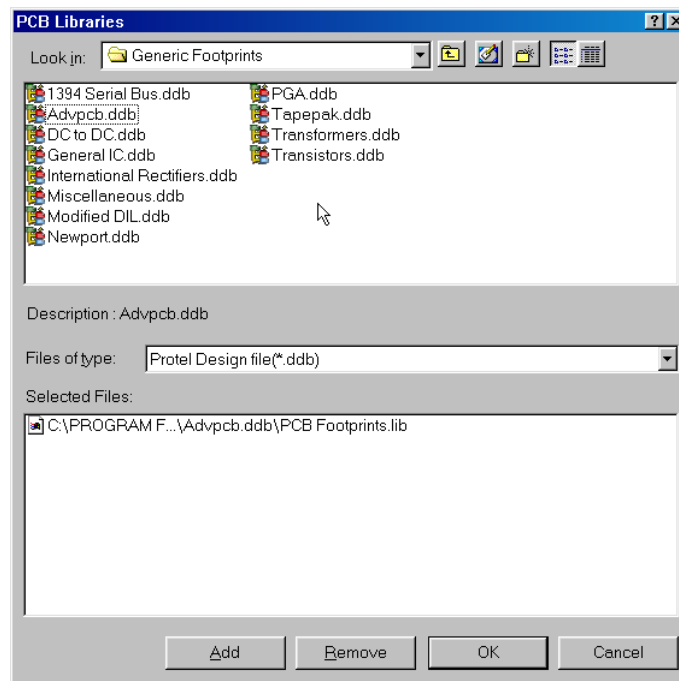 PCB Libraries
Look in: Generic Footprints
1394 Serial Bus.ddb
Advpcb.ddb
DC to DC.ddb
General IC.ddb
International Rectifiers.ddb
Miscellaneous.ddb
Modified DIL.ddb
Newport.ddb
PGA.ddb
Tapepak.ddb
Transformers.ddb
Transistors.ddb
Description : Advpcb.ddb
Files of type: Protel Design file(*.ddb)
Selected Files:
C:\PROGRAM F...\Advpcb.ddb\PCB Footprints.lib
Add Remove OK Cancel